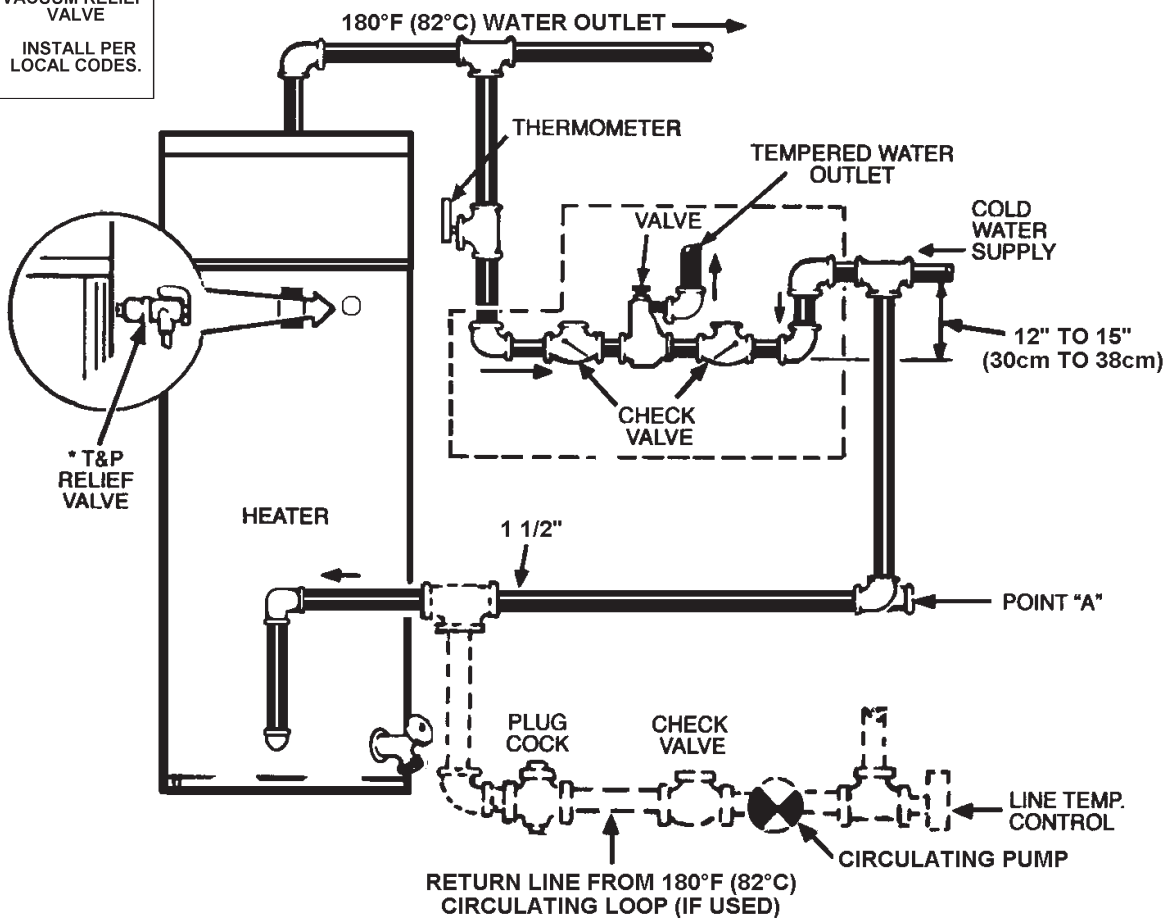 VACUUM RELIEF
VALVE
INSTALL PER
LOCAL CODES.
180°F (82°C) WATER OUTLET
THERMOMETER
TEMPERED WATER
OUTLET
VALVE
COLD
WATER
SUPPLY
12" TO 15"
(30cm TO 38cm)
CHECK
VALVE
* T&P
RELIEF
VALVE
HEATER
1 1/2"
POINT "A"
PLUG
COCK
CHECK
VALVE
LINE TEMP.
CONTROL
CIRCULATING PUMP
RETURN LINE FROM 180°F (82°C)
CIRCULATING LOOP (IF USED)